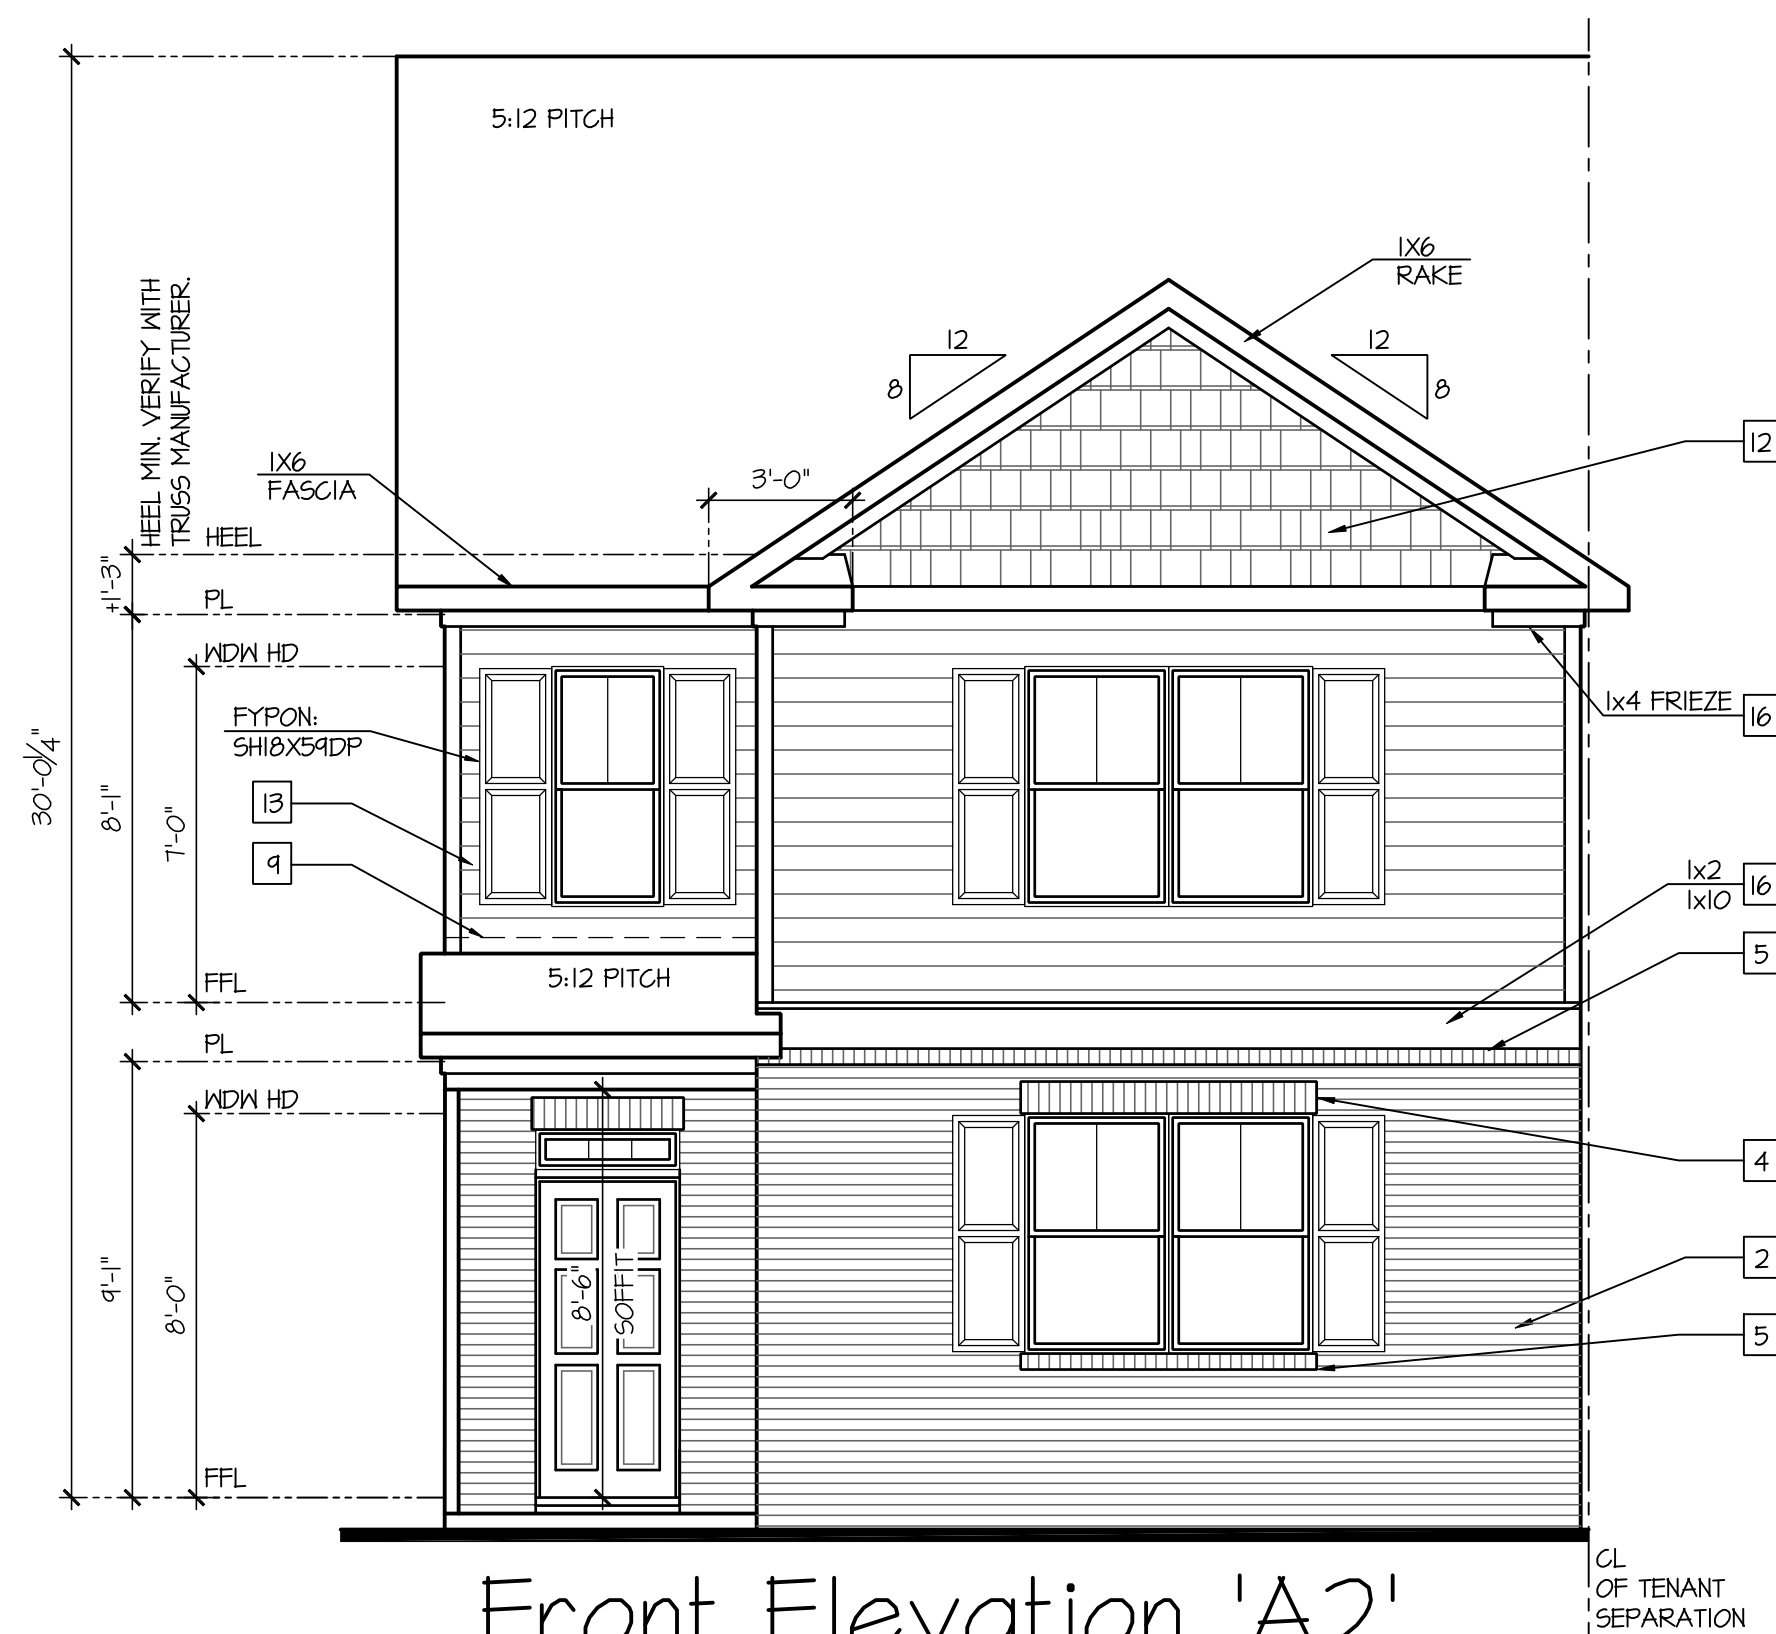 5:12 PITCH
1X6
RAKE
12
8
12
8
12
HEEL MIN. VERIFY WITH
TRUSS MANUFACTURER.
1X6
FASCIA
3'-0"
HEEL
+1'-3"
PL
WDW HD
1x4 FRIEZE
16
FYPON:
SH18X59DP
30'-0 1/4"
8'-1"
7'-0"
13
9
1x2
1x10
16
5
FFL
5:12 PITCH
PL
WDW HD
4
2
9'-1"
8'-0"
8'-6"
SOFFIT
5
FFL
CL
OF TENANT
SEPARATION
Front Elevation 'A2'